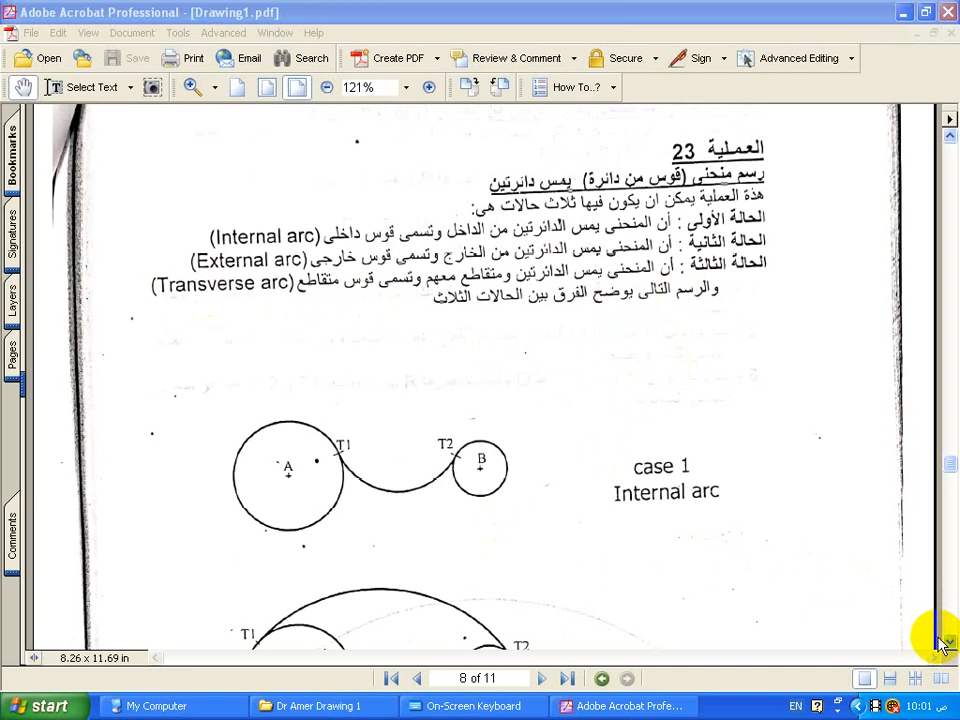 Adobe Acrobat Professional - [Drawing1.pdf]
File Edit View Document Tools Advanced Window Help
Open Save Print Email Search Create PDF Review & Comment Secure Sign Advanced Editing
Select Text 121% How To..?
Bookmarks
Signatures
Layers
Pages
Comments
العملية 23
رسم منحنى (قوس من دائرة) يمس دائرتين
هذة العملية يمكن ان يكون فيها ثلاث حالات هى:
الحالة الأولى : أن المنحنى يمس الدائرتين من الداخل وتسمى قوس داخلى (Internal arc)
الحالة الثانية : أن المنحنى يمس الدائرتين من الخارج وتسمى قوس خارجى (External arc)
الحالة الثالثة : أن المنحنى يمس الدائرتين ومتقاطع معهم وتسمى قوس متقاطع (Transverse arc)
والرسم التالى يوضح الفرق بين الحالات الثلاث
T1 T2
A B
case 1
Internal arc
T1 T2
8.26 x 11.69 in
8 of 11
start My Computer Dr Amer Drawing 1 On-Screen Keyboard Adobe Acrobat Profe... EN 10:01 ص